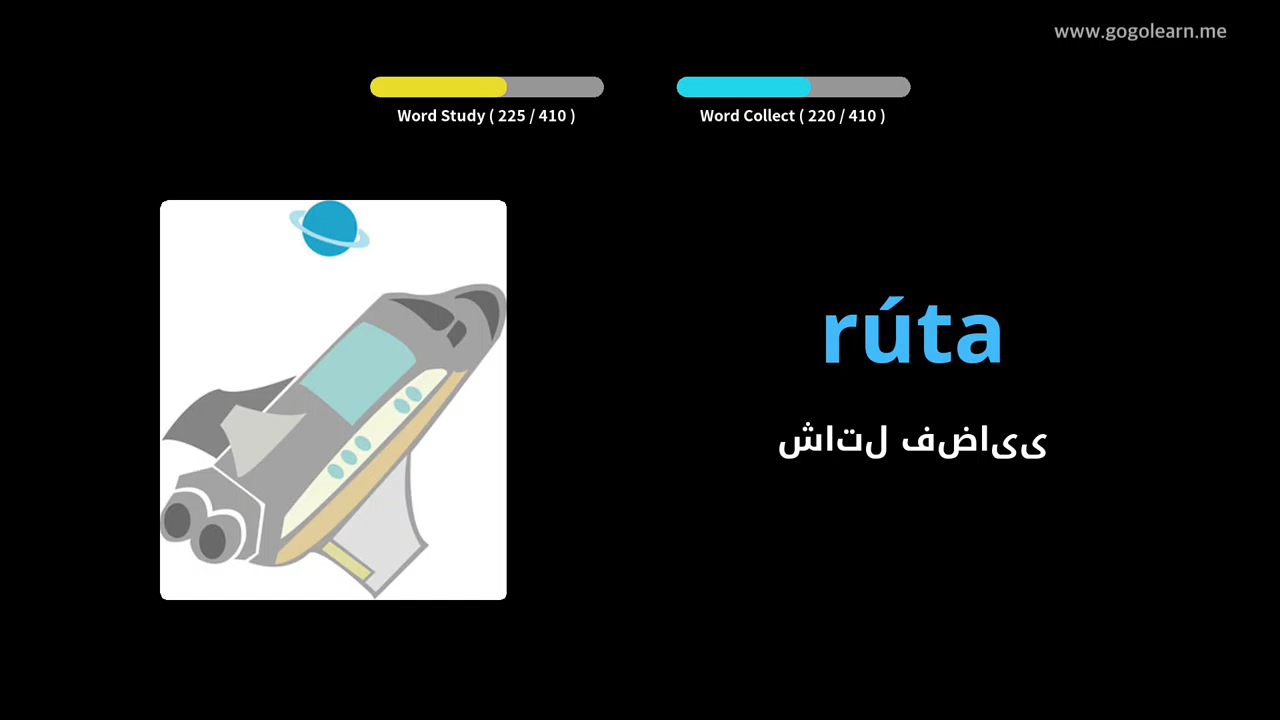 www.gogolearn.me
Word Study ( 225 / 410 )
Word Collect ( 220 / 410 )
rúta
شاتل فضایی